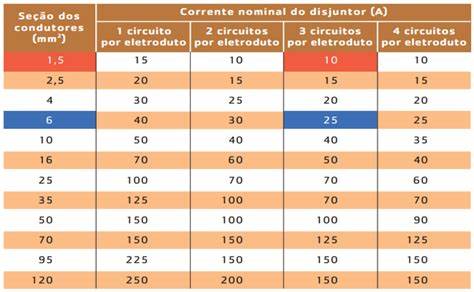 Seção dos condutores (mm²) Corrente nominal do disjuntor (A)
1 circuito por eletroduto 2 circuitos por eletroduto 3 circuitos por eletroduto 4 circuitos por eletroduto
1,5 15 10 10 10
2,5 20 15 15 15
4 30 25 20 20
6 40 30 25 25
10 50 40 40 35
16 70 60 50 40
25 100 70 70 70
35 125 100 70 70
50 150 100 100 90
70 150 150 125 125
95 225 150 150 150
120 250 200 150 150